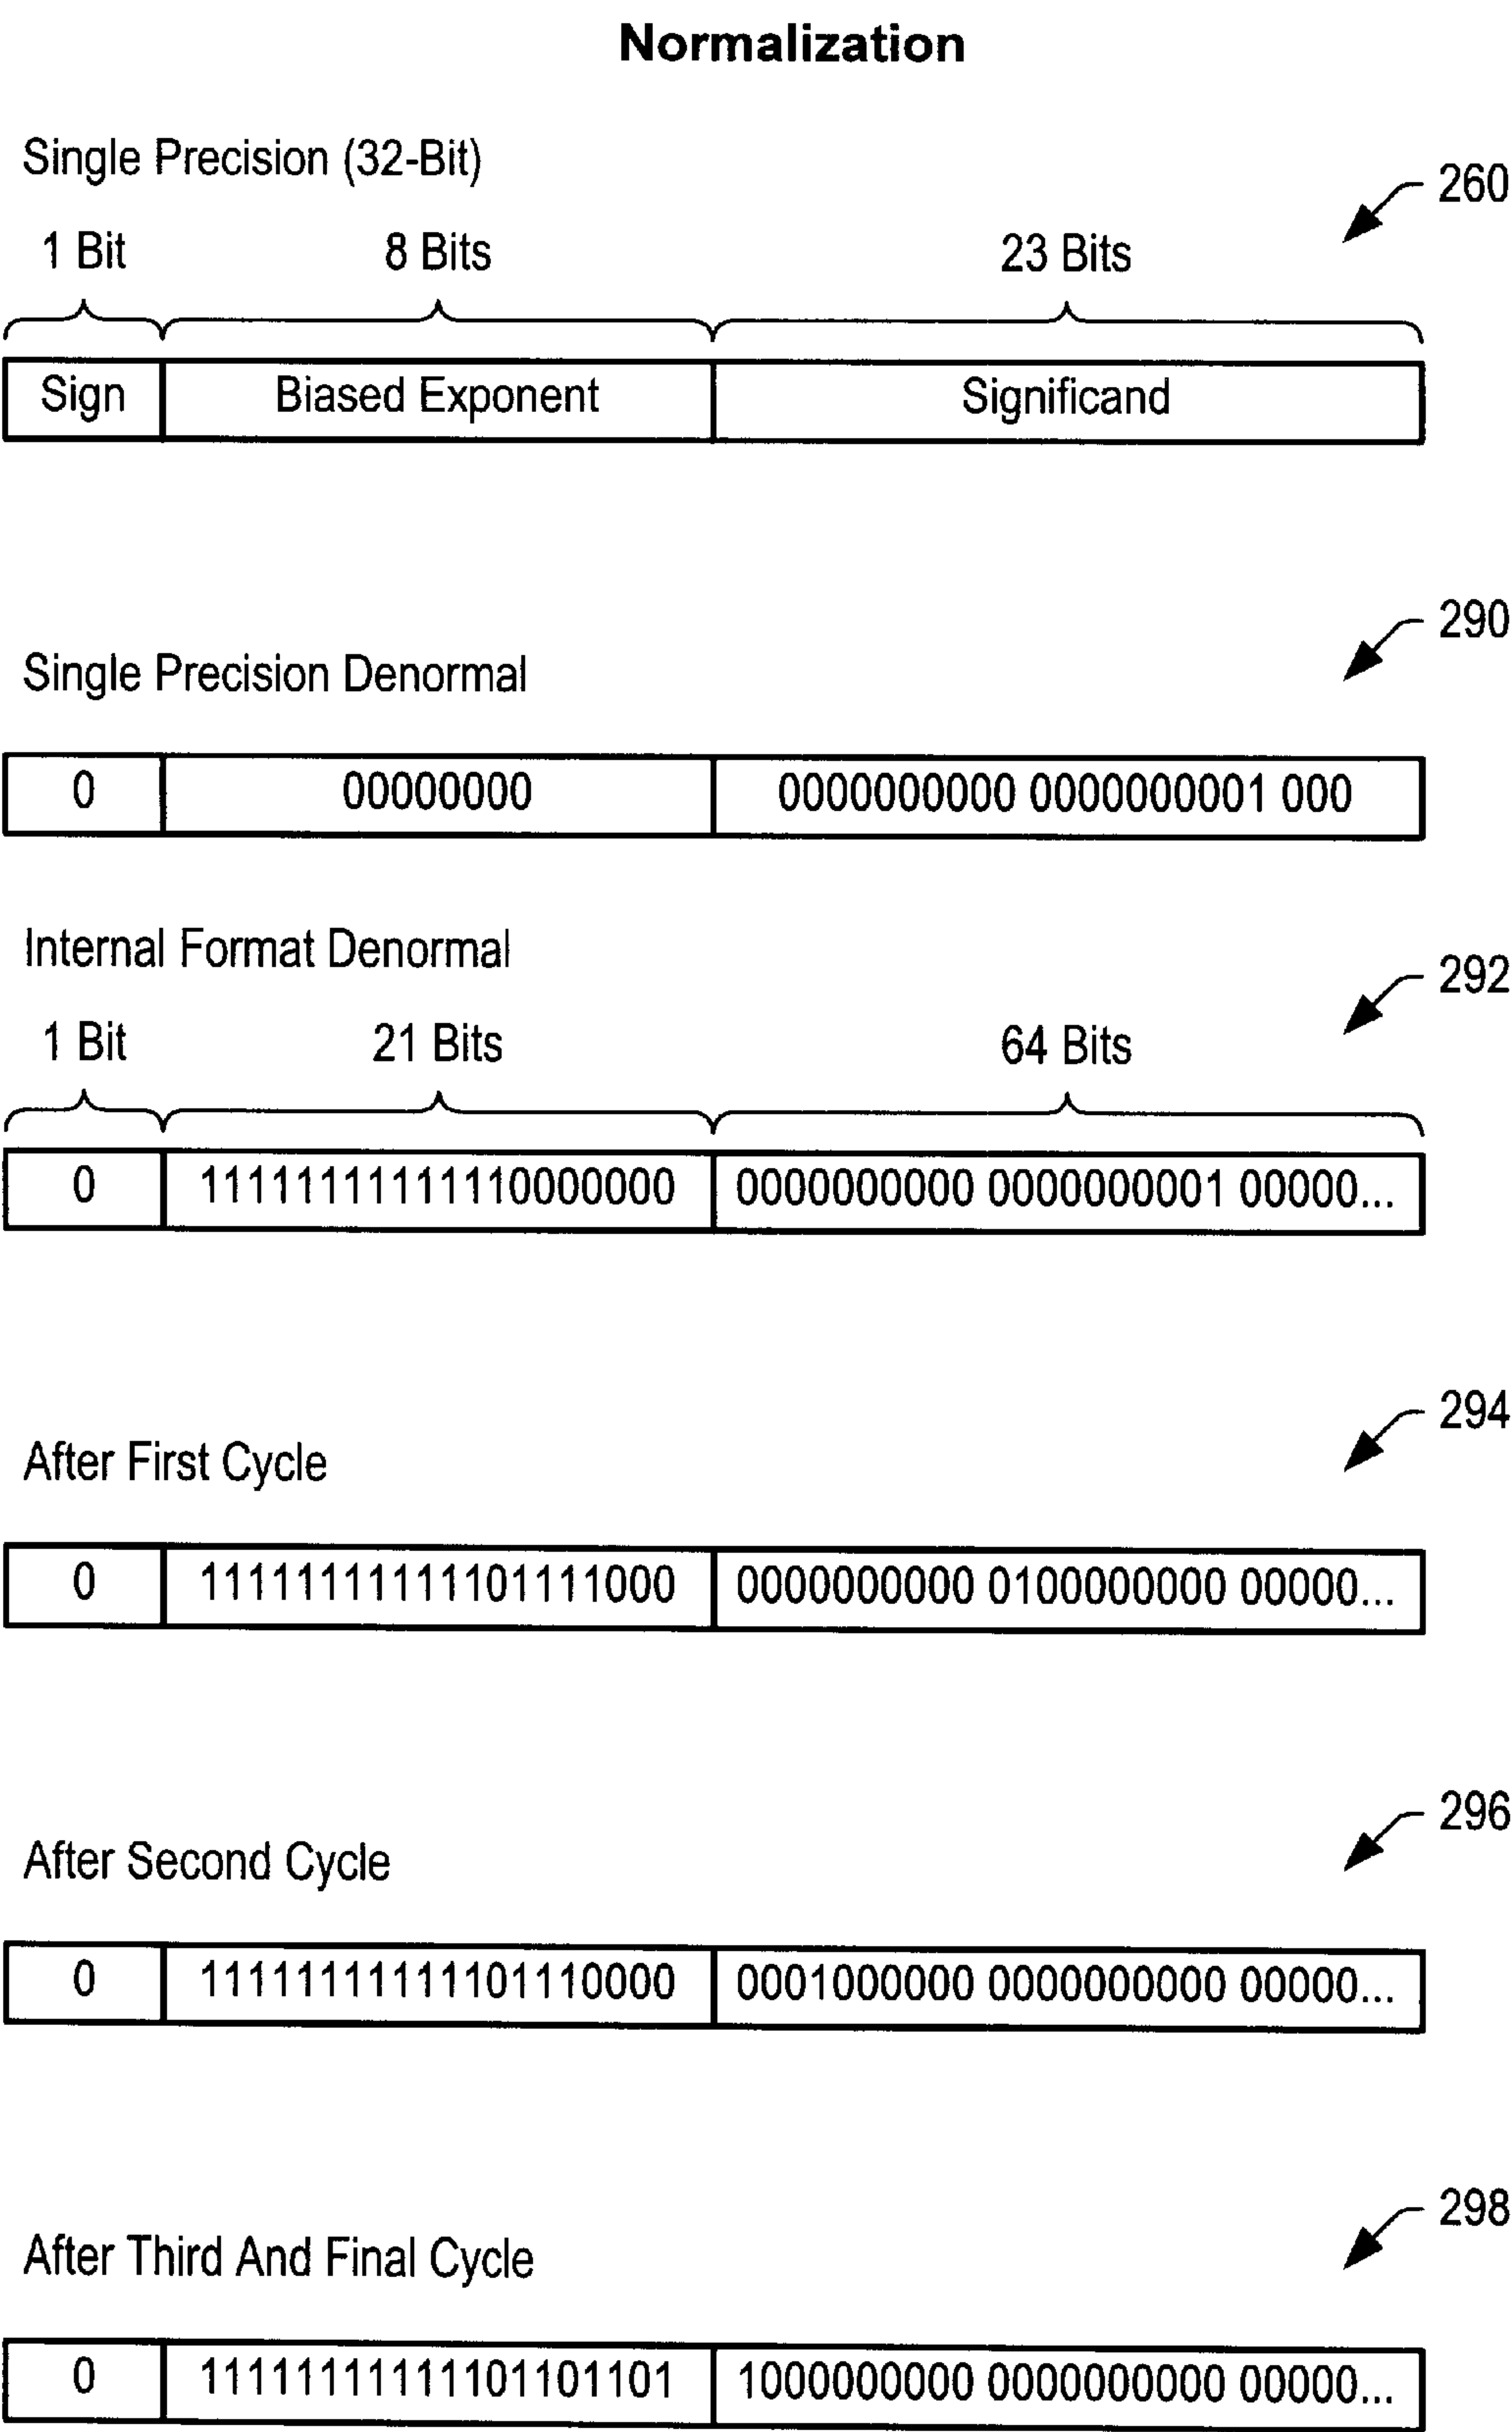 Normalization
Single Precision (32-Bit)
260
1 Bit 8 Bits 23 Bits
Sign Biased Exponent Significand
290
Single Precision Denormal
0 00000000 0000000000 0000000001 000
Internal Format Denormal
292
1 Bit 21 Bits 64 Bits
0 111111111111110000000 0000000000 0000000001 00000...
294
After First Cycle
0 111111111111101111000 0000000000 0100000000 00000...
296
After Second Cycle
0 111111111111101110000 0001000000 0000000000 00000...
298
After Third And Final Cycle
0 111111111111101101101 1000000000 0000000000 00000...